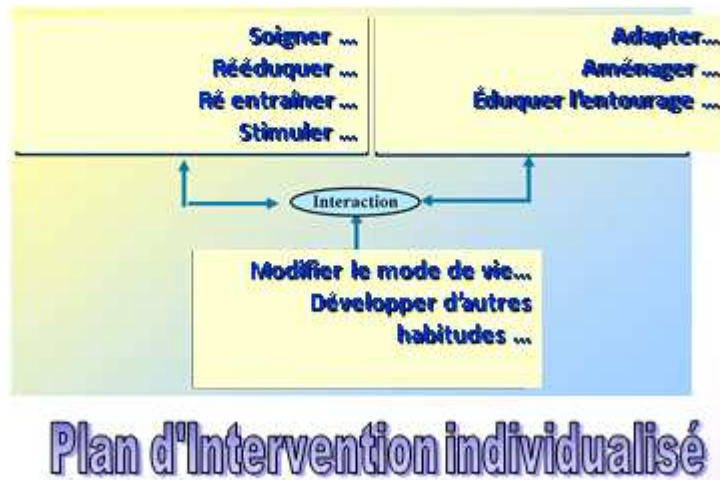 Soigner ...
Rééduquer ...
Ré entraîner ...
Stimuler ...
Adapter...
Aménager ...
Éduquer l'entourage ...
Interaction
Modifier le mode de vie...
Développer d'autres
habitudes ...
Plan d'Intervention individualisé